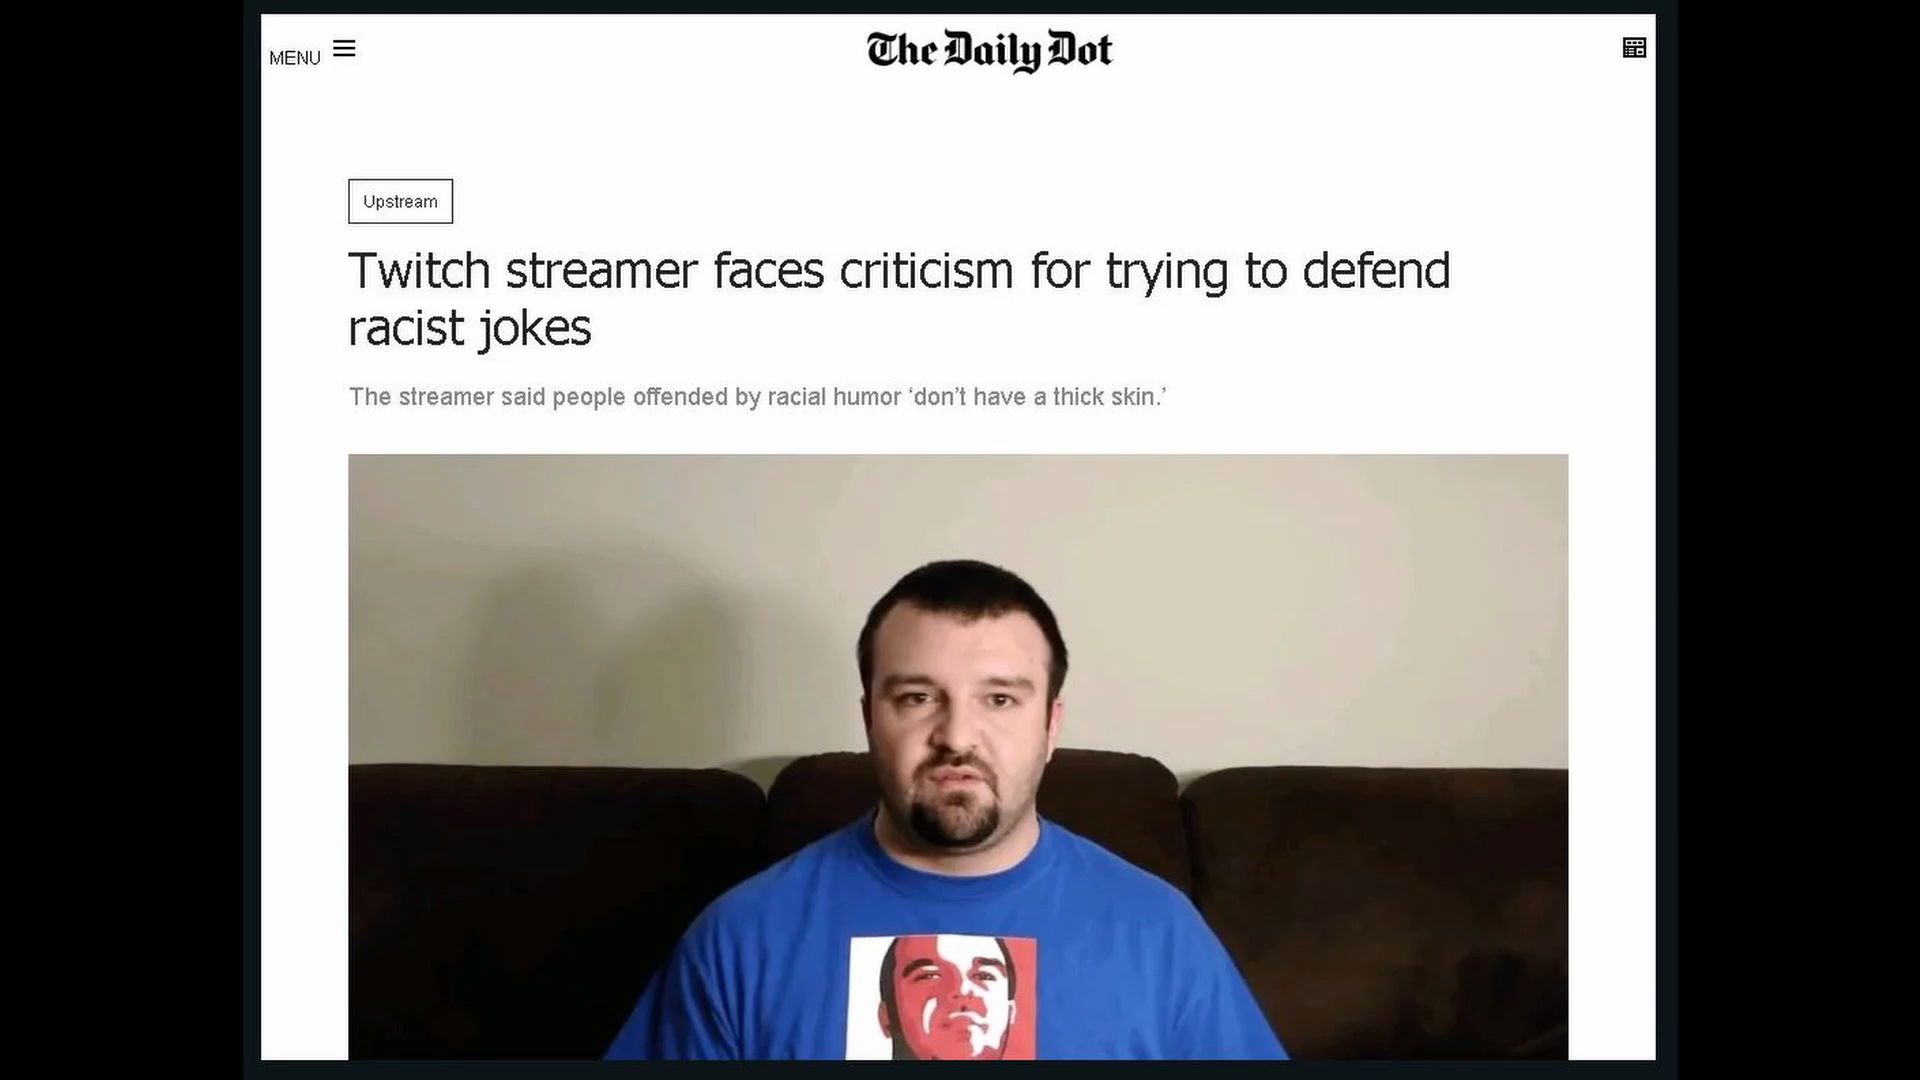 MENU
The Daily Dot
Upstream
Twitch streamer faces criticism for trying to defend
racist jokes
The streamer said people offended by racial humor ‘don’t have a thick skin.’